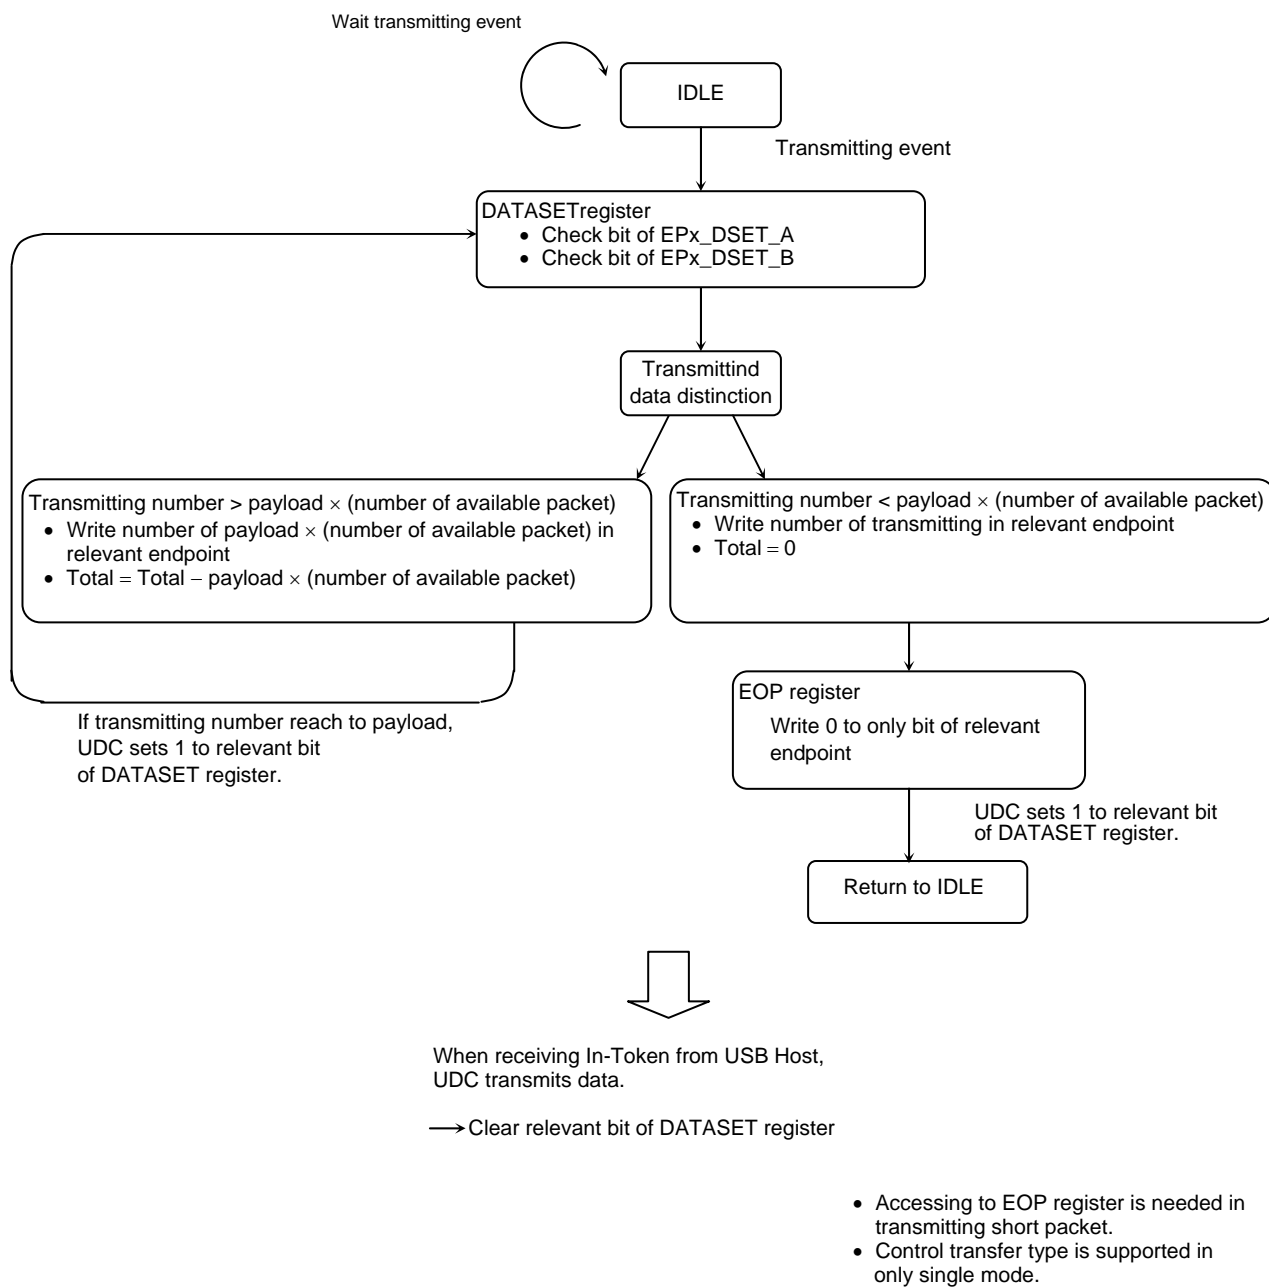 Wait transmitting event
IDLE
Transmitting event
DATASETregister
• Check bit of EPx_DSET_A
• Check bit of EPx_DSET_B
Transmittind
data distinction
Transmitting number > payload × (number of available packet)
• Write number of payload × (number of available packet) in
relevant endpoint
• Total = Total − payload × (number of available packet)
Transmitting number < payload × (number of available packet)
• Write number of transmitting in relevant endpoint
• Total = 0
EOP register
Write 0 to only bit of relevant
endpoint
If transmitting number reach to payload,
UDC sets 1 to relevant bit
of DATASET register.
UDC sets 1 to relevant bit
of DATASET register.
Return to IDLE
When receiving In-Token from USB Host,
UDC transmits data.
→ Clear relevant bit of DATASET register
• Accessing to EOP register is needed in
transmitting short packet.
• Control transfer type is supported in
only single mode.